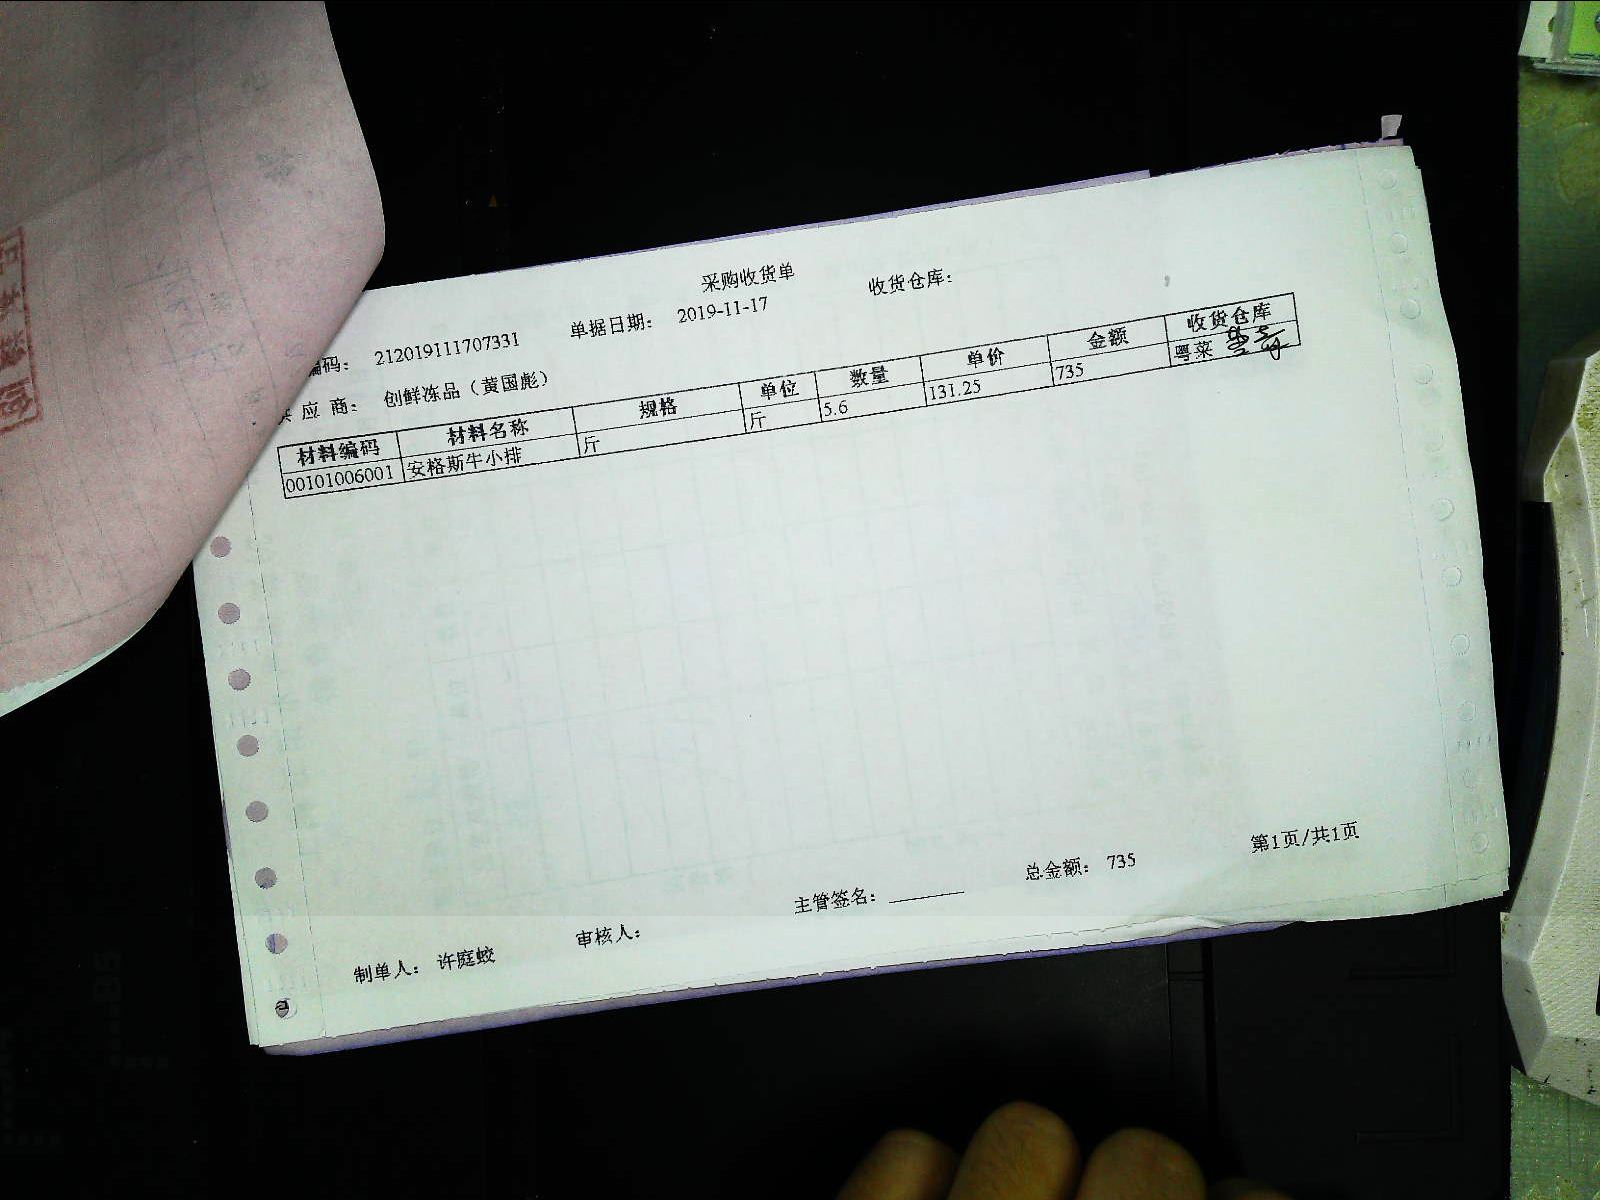 采购收货单
编码: 212019111707331 单据日期: 2019-11-17 收货仓库:
应 商: 创鲜冻品（黄国彪）
材料编码 材料名称 规格 单位 数量 单价 金额 收货仓库
00101006001 安格斯牛小排 斤 斤 5.6 131.25 735 粤菜
主管签名: 总金额: 735 第1页/共1页
制单人: 许庭蛟 审核人: